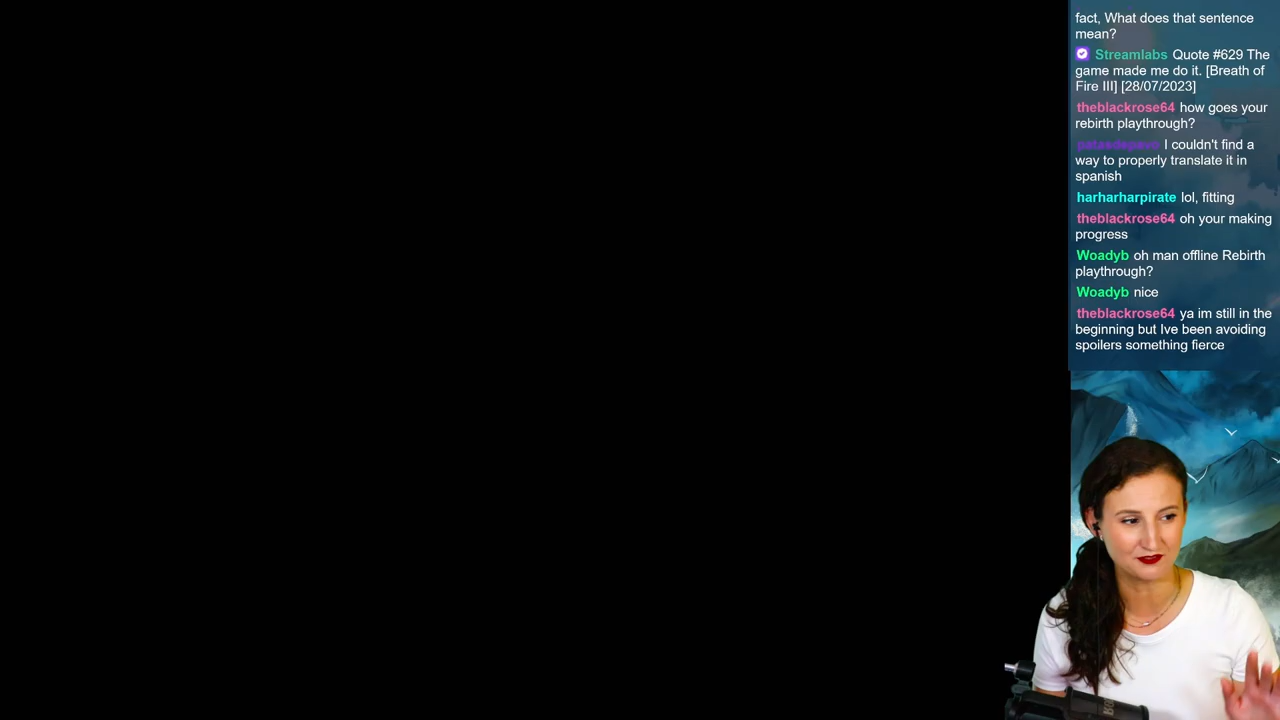 fact, What does that sentence
mean?
Streamlabs Quote #629 The
game made me do it. [Breath of
Fire III] [28/07/2023]
theblackrose64 how goes your
rebirth playthrough?
patasdepavo I couldn't find a
way to properly translate it in
spanish
harharharpirate lol, fitting
theblackrose64 oh your making
progress
Woadyb oh man offline Rebirth
playthrough?
Woadyb nice
theblackrose64 ya im still in the
beginning but Ive been avoiding
spoilers something fierce